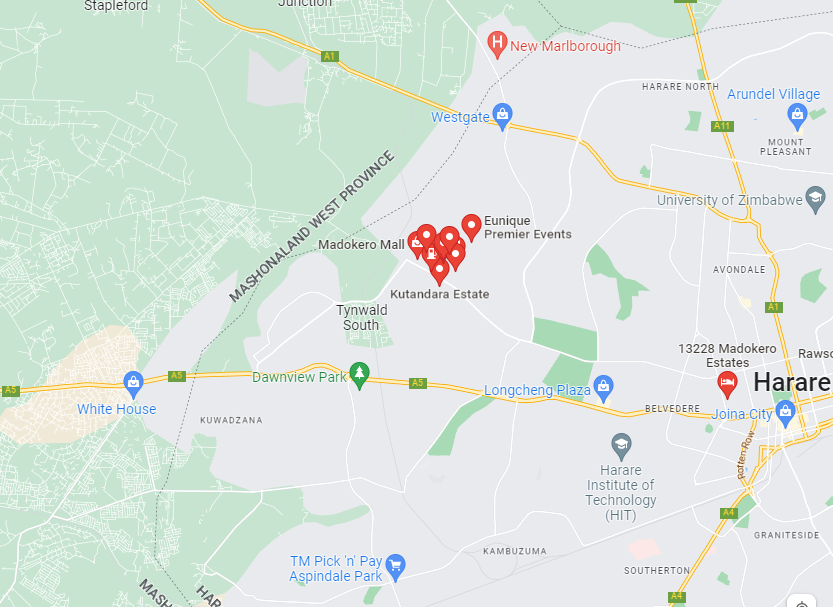 Stapleford
Junction
A1
New Marlborough
HARARE NORTH
Arundel Village
Westgate
A11
MOUNT
PLEASANT
MASHONALAND WEST PROVINCE
University of Zimbabwe
Eunique
Premier Events
Madokero Mall
Kutandara Estate
AVONDALE
A1
Tynwald
South
13228 Madokero
Estates
Rawso
Harare
A5
A5
Dawnview Park
A5
Longcheng Plaza
White House
BELVEDERE
Joina City
KUWADZANA
Rotten Row
Harare
Institute of
Technology
(HIT)
A4
GRANITESIDE
KAMBUZUMA
TM Pick 'n' Pay
Aspindale Park
SOUTHERTON
MASH
HAR
A4